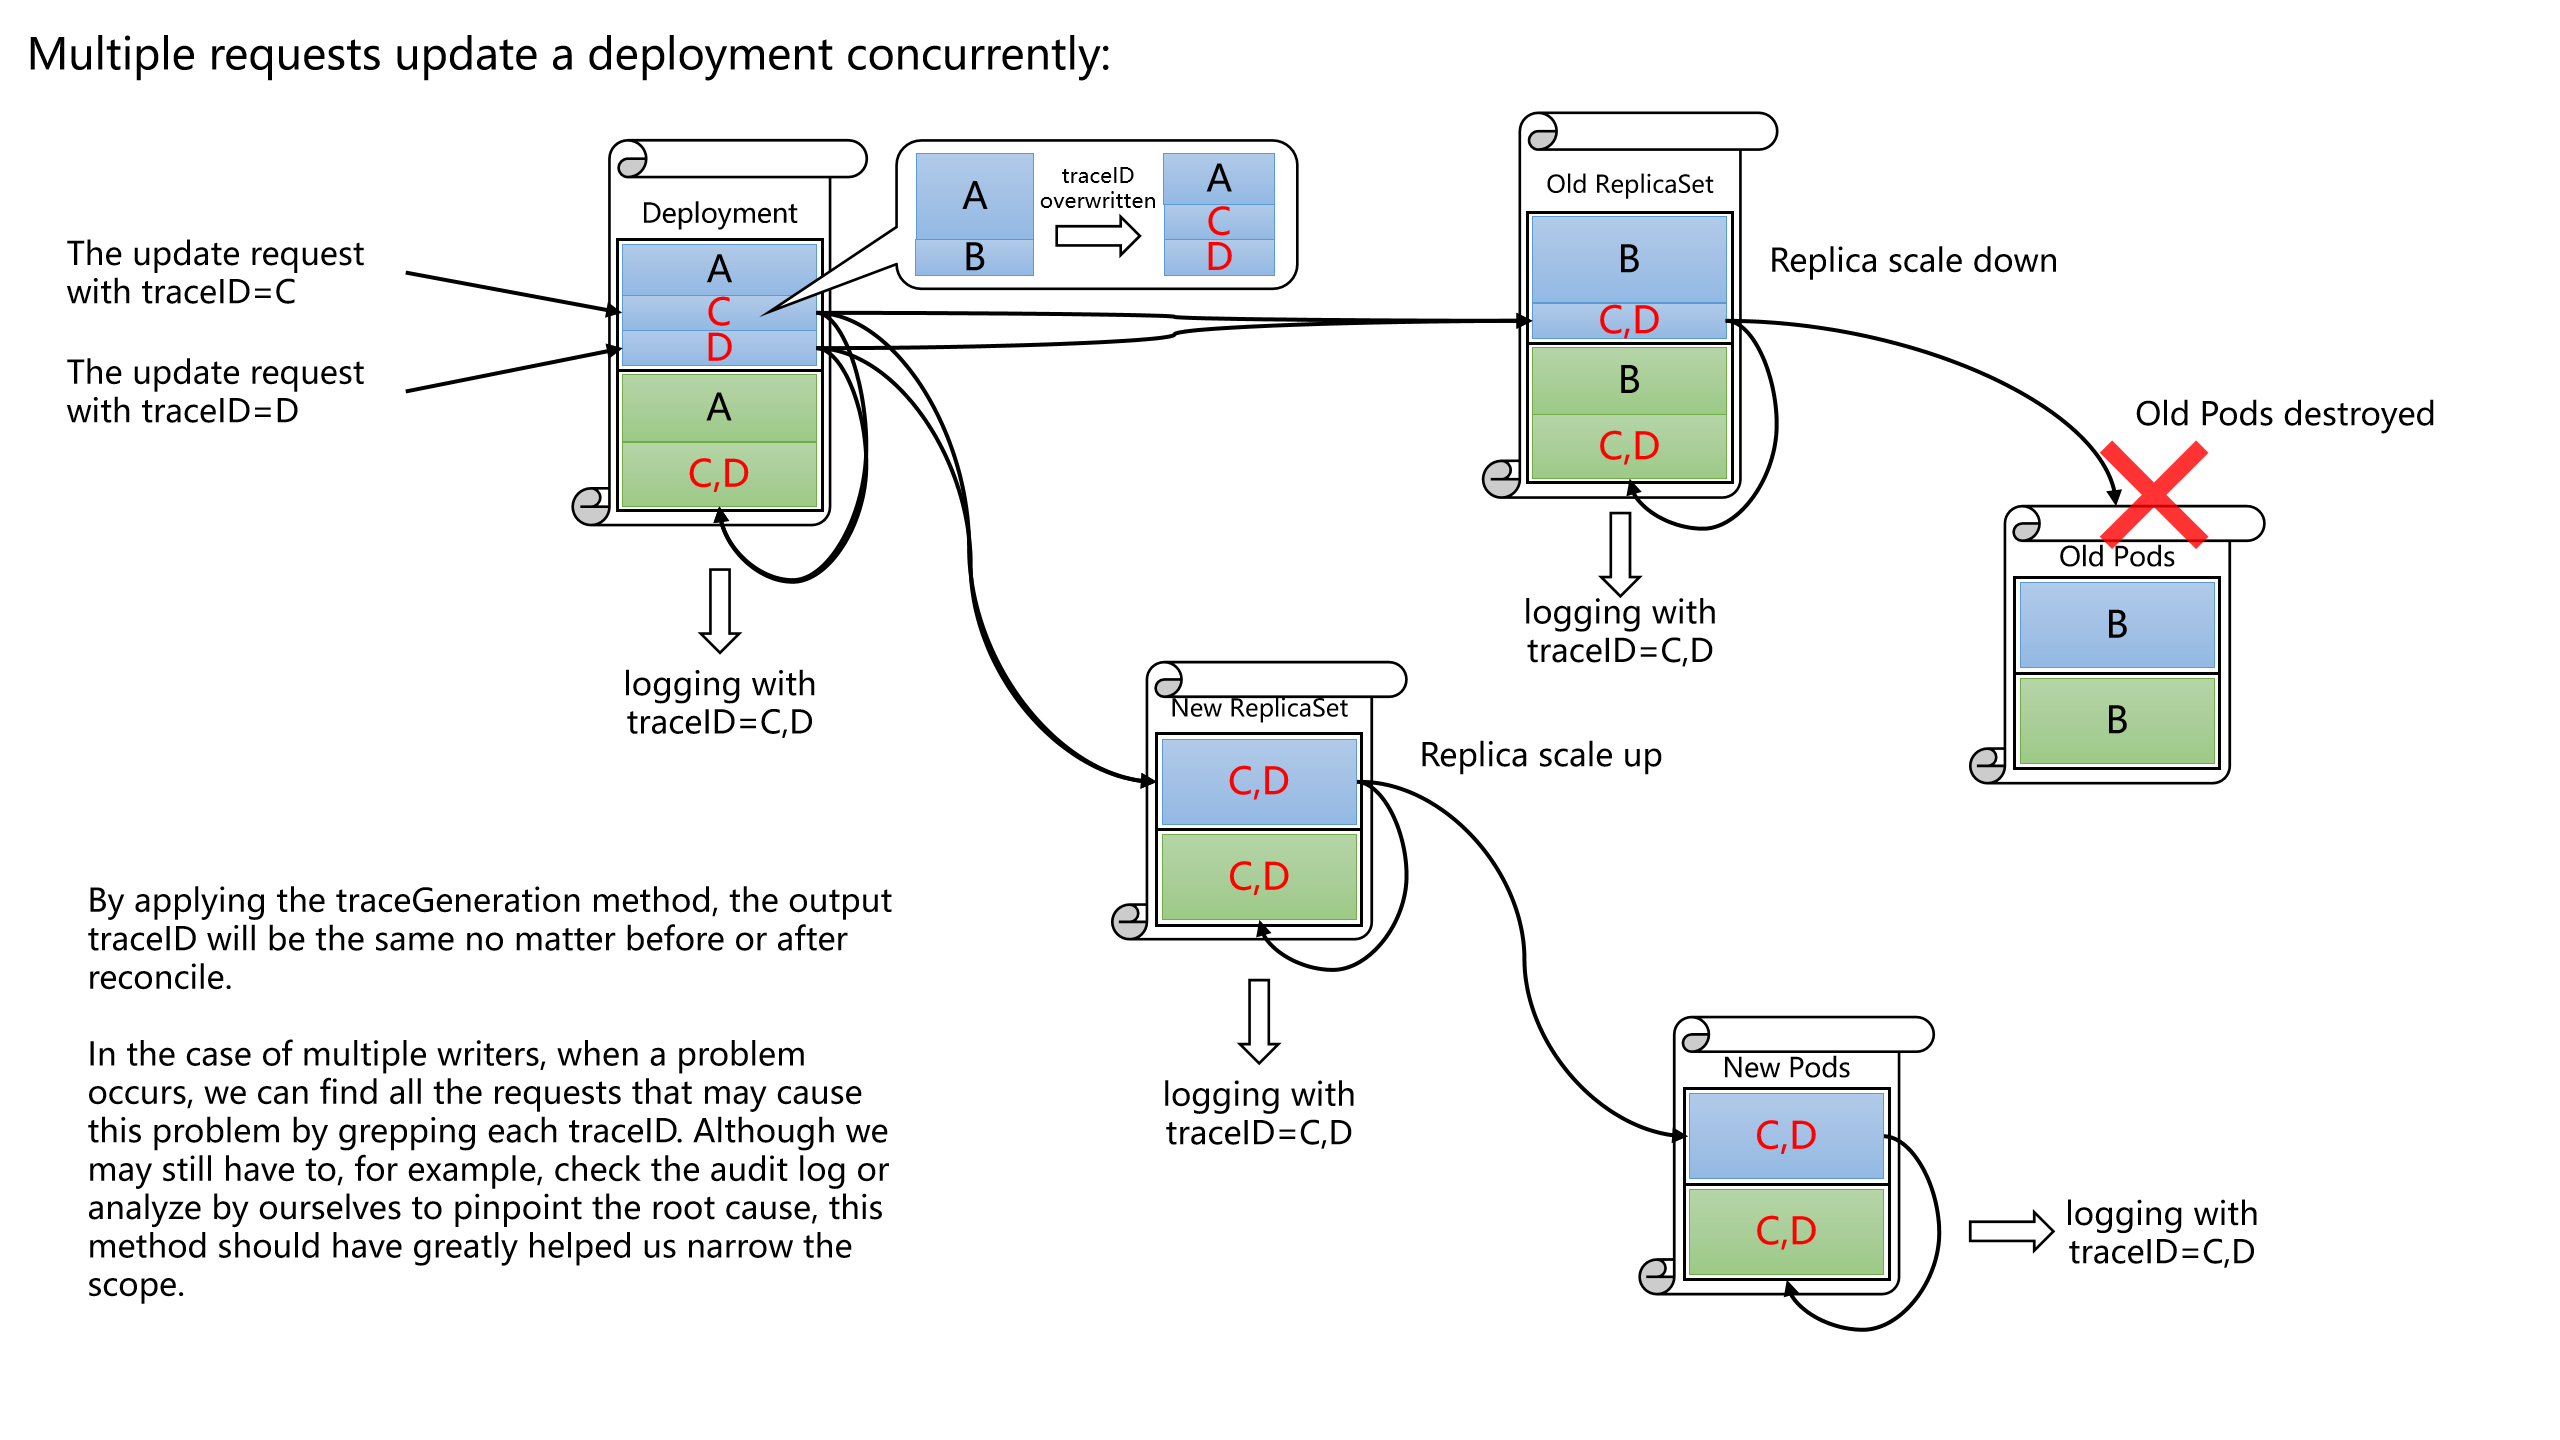 Multiple requests update a deployment concurrently:
The update request
with traceID=C
The update request
with traceID=D
Deployment
A
C
D
A
C,D
A
B
traceID
overwritten
A
C
D
logging with
traceID=C,D
Old ReplicaSet
B
C,D
B
C,D
Replica scale down
logging with
traceID=C,D
Old Pods destroyed
Old Pods
B
B
New ReplicaSet
C,D
C,D
Replica scale up
logging with
traceID=C,D
New Pods
C,D
C,D
logging with
traceID=C,D
By applying the traceGeneration method, the output
traceID will be the same no matter before or after
reconcile.
In the case of multiple writers, when a problem
occurs, we can find all the requests that may cause
this problem by grepping each traceID. Although we
may still have to, for example, check the audit log or
analyze by ourselves to pinpoint the root cause, this
method should have greatly helped us narrow the
scope.